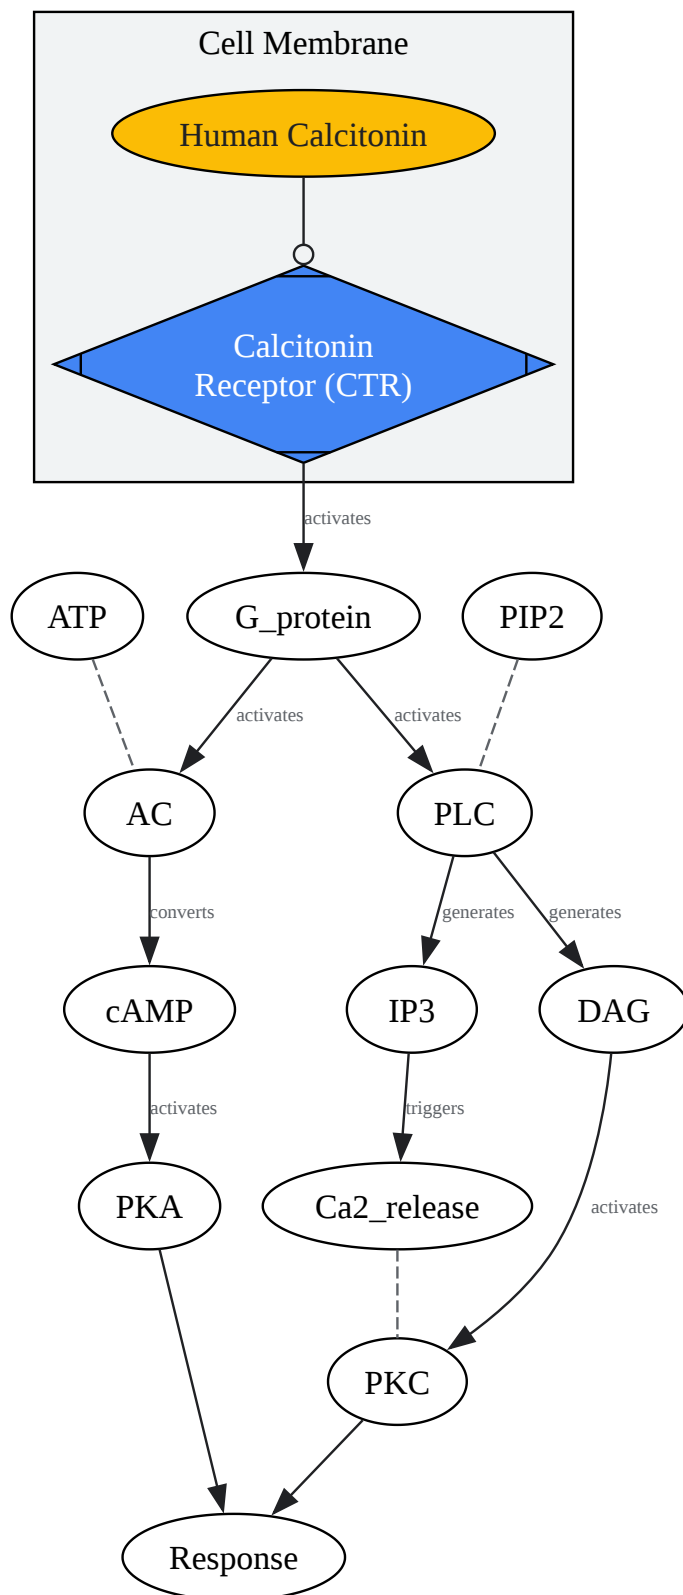 Cell Membrane
Human Calcitonin
Calcitonin
Receptor (CTR)
activates
ATP
G_protein
PIP2
activates
activates
AC
PLC
converts
generates
generates
cAMP
IP3
DAG
activates
triggers
PKA
Ca2_release
activates
PKC
Response